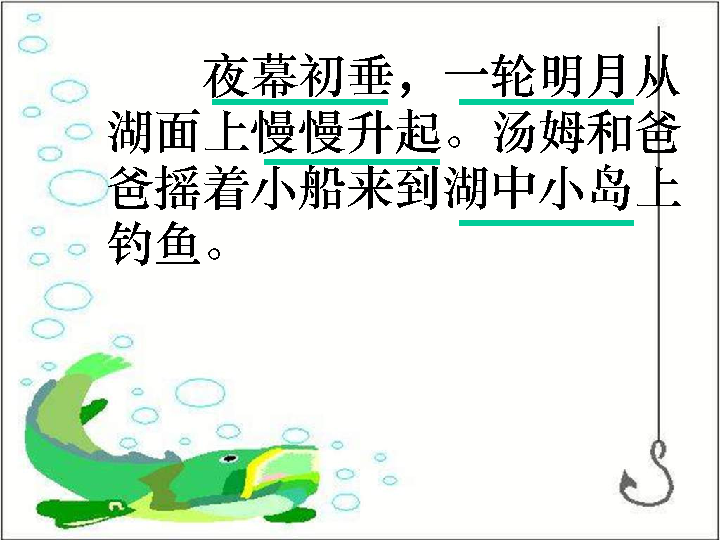 夜幕初垂，一轮明月从
湖面上慢慢升起。汤姆和爸
爸摇着小船来到湖中小岛上
钓鱼。